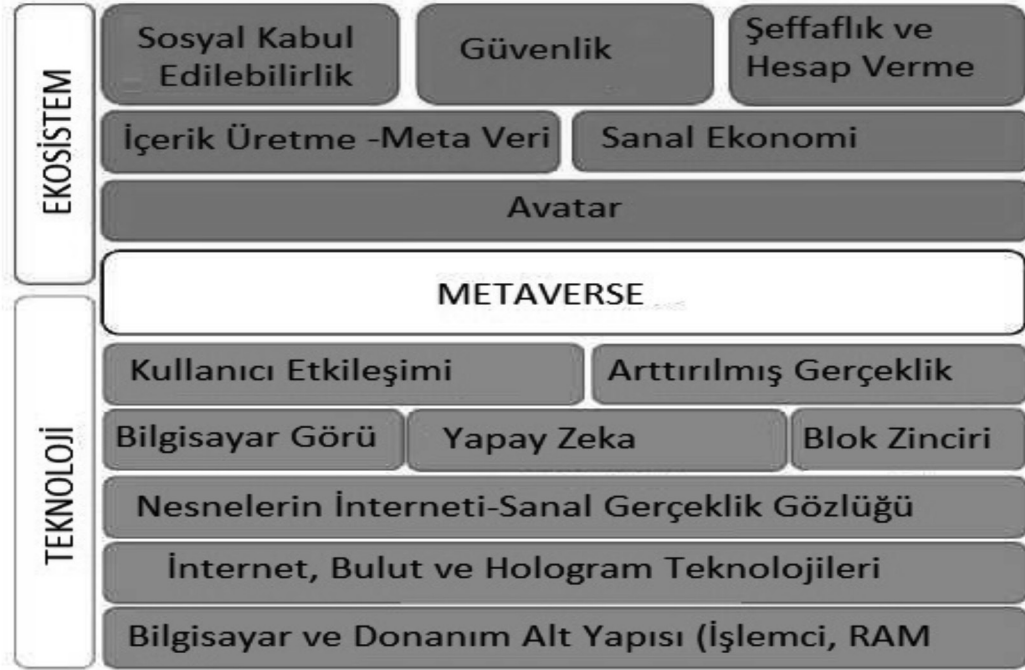 EKOSİSTEM
Sosyal Kabul
Edilebilirlik
Güvenlik
Şeffaflık ve
Hesap Verme
İçerik Üretme -Meta Veri
Sanal Ekonomi
Avatar
METAVERSE
TEKNOLOJİ
Kullanıcı Etkileşimi
Arttırılmış Gerçeklik
Bilgisayar Görü
Yapay Zeka
Blok Zinciri
Nesnelerin İnterneti-Sanal Gerçeklik Gözlüğü
İnternet, Bulut ve Hologram Teknolojileri
Bilgisayar ve Donanım Alt Yapısı (İşlemci, RAM